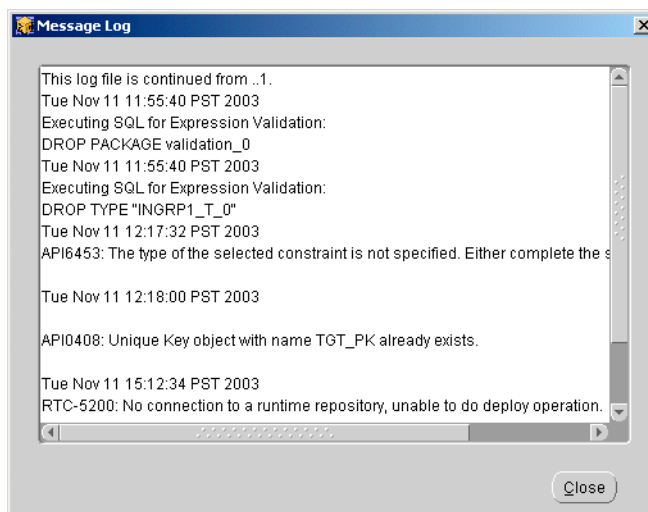 Message Log
This log file is continued from ..1.
Tue Nov 11 11:55:40 PST 2003
Executing SQL for Expression Validation:
DROP PACKAGE validation_0
Tue Nov 11 11:55:40 PST 2003
Executing SQL for Expression Validation:
DROP TYPE "INGRP1_T_0"
Tue Nov 11 12:17:32 PST 2003
API6453: The type of the selected constraint is not specified. Either complete the s
Tue Nov 11 12:18:00 PST 2003
API0408: Unique Key object with name TGT_PK already exists.
Tue Nov 11 15:12:34 PST 2003
RTC-5200: No connection to a runtime repository, unable to do deploy operation.
Close